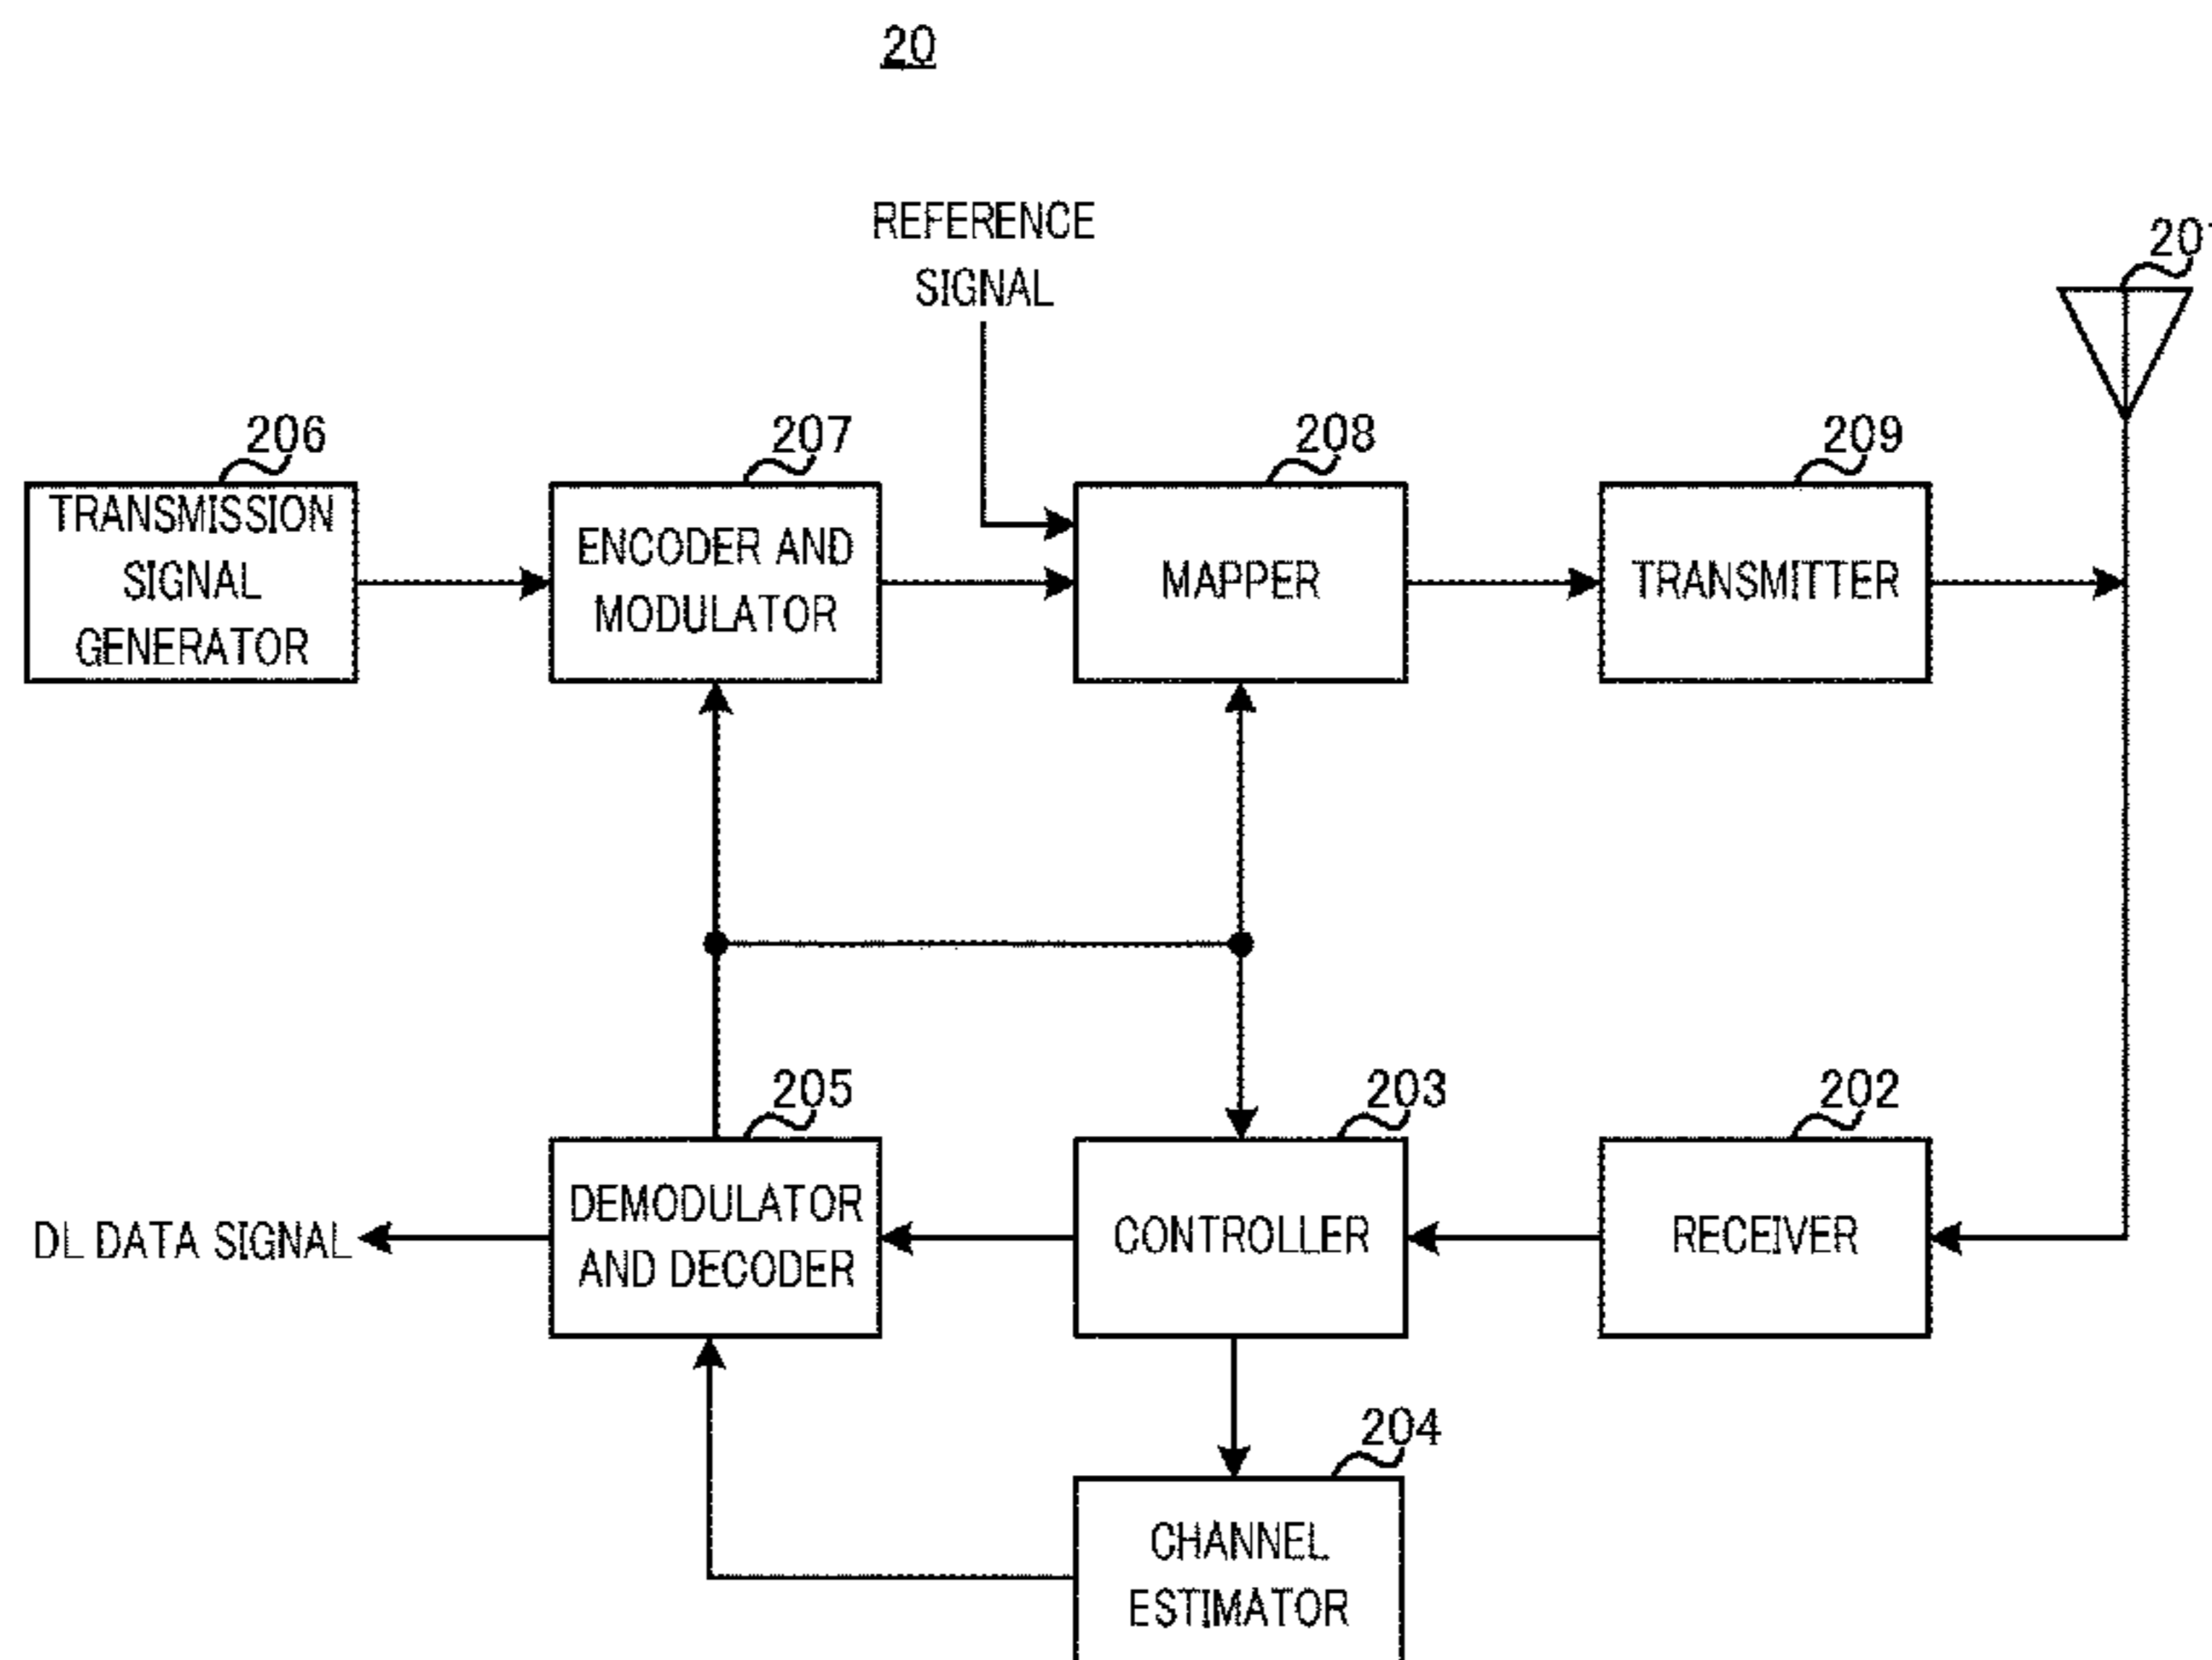 20
REFERENCE
SIGNAL
206
207
208
209
TRANSMISSION
SIGNAL
GENERATOR
ENCODER AND
MODULATOR
MAPPER
TRANSMITTER
205
203
202
DL DATA SIGNAL
DEMODULATOR
AND DECODER
CONTROLLER
RECEIVER
204
CHANNEL
ESTIMATOR